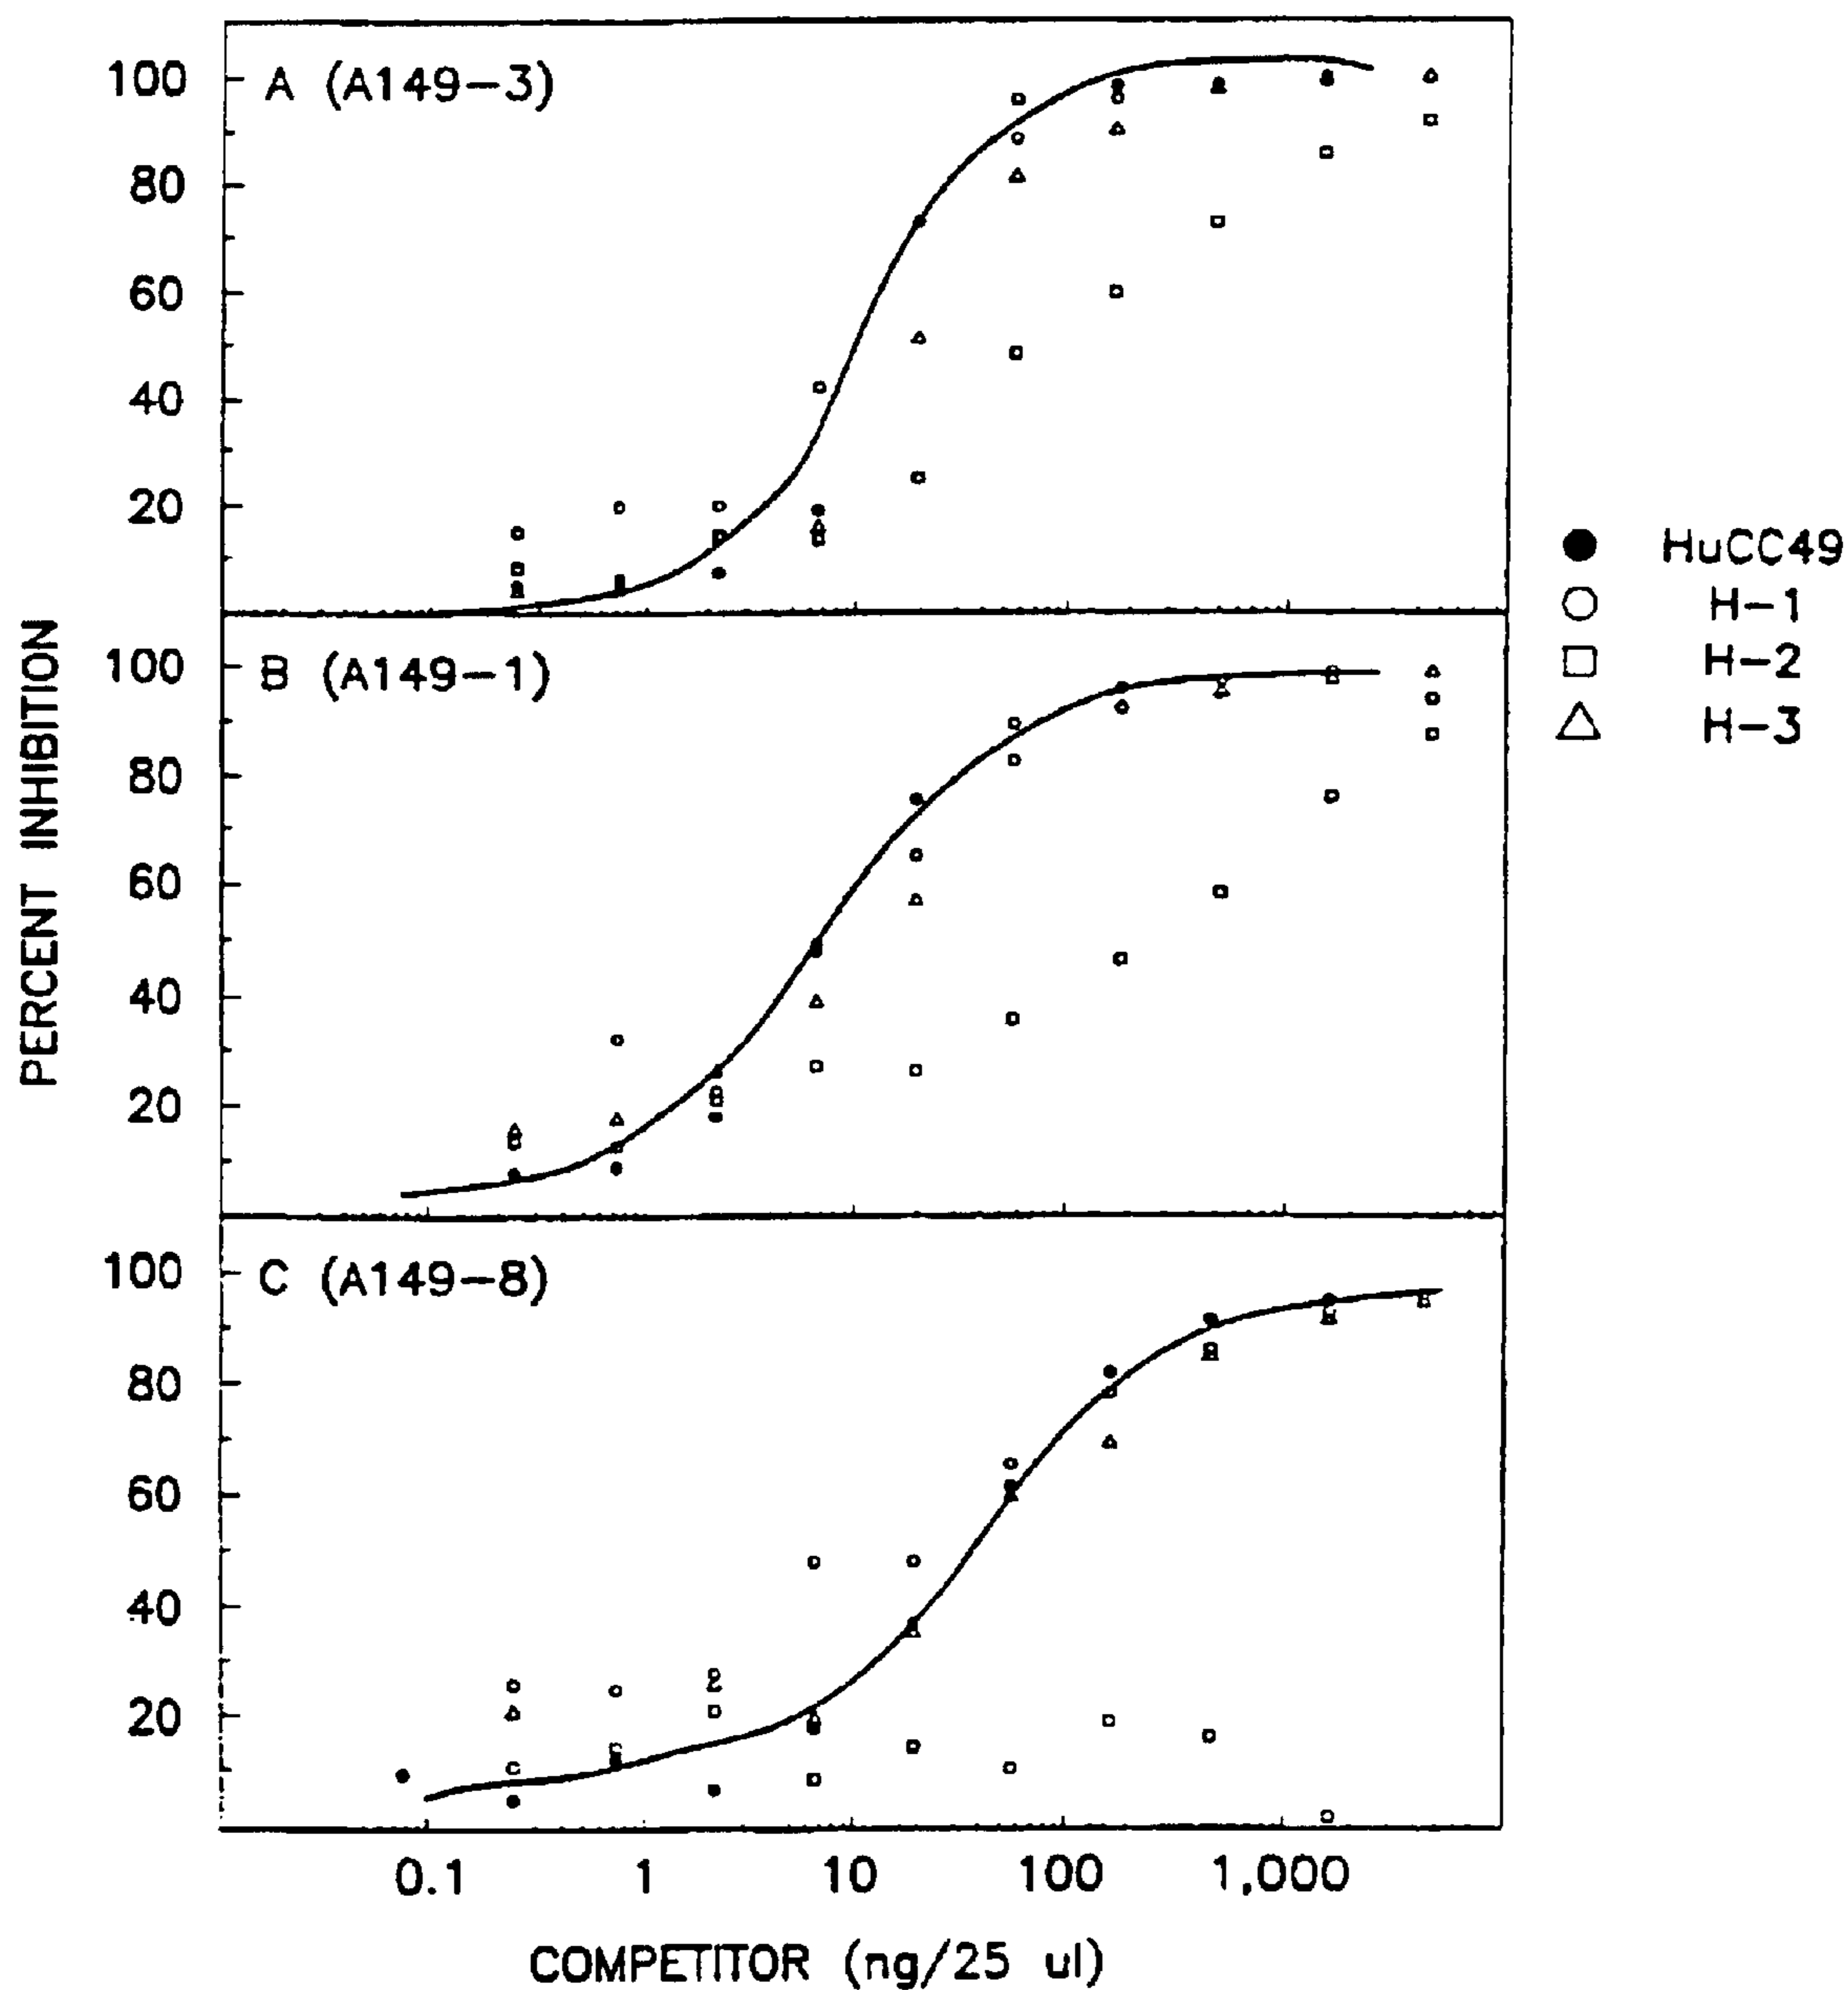 A (A149-3)
100
80
60
40
20
B (A149-1)
100
80
60
40
20
C (A149-8)
100
80
60
40
20
0.1 1 10 100 1,000
PERCENT INHIBITION
COMPETITOR (ng/25 ul)
HuCC49
H-1
H-2
H-3